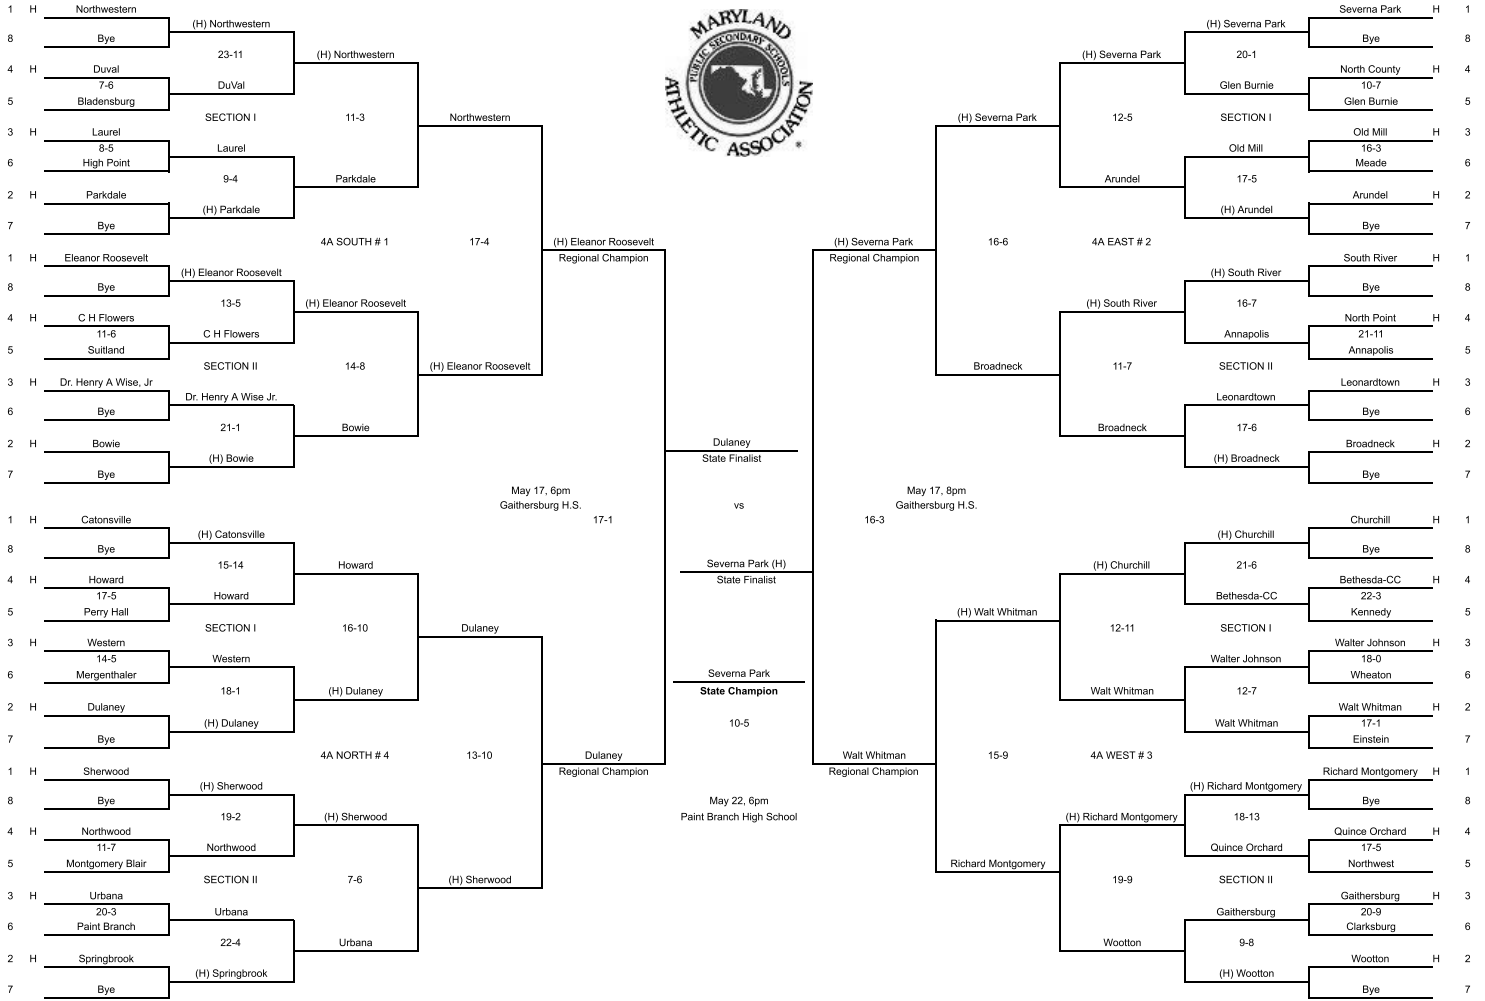 1 H Northwestern
8 Bye
(H) Northwestern
23-11
4 H Duval
7-6
5 Bladensburg
DuVal
(H) Northwestern
SECTION I
11-3
3 H Laurel
8-5
6 High Point
Laurel
9-4
2 H Parkdale
7 Bye
(H) Parkdale
Parkdale
Northwestern
4A SOUTH # 1
17-4
1 H Eleanor Roosevelt
8 Bye
(H) Eleanor Roosevelt
13-5
4 H C H Flowers
11-6
5 Suitland
C H Flowers
(H) Eleanor Roosevelt
SECTION II
14-8
3 H Dr. Henry A Wise, Jr
6 Bye
Dr. Henry A Wise Jr.
21-1
2 H Bowie
7 Bye
(H) Bowie
Bowie
(H) Eleanor Roosevelt
(H) Eleanor Roosevelt
Regional Champion
May 17, 6pm
Gaithersburg H.S.
17-1
1 H Catonsville
8 Bye
(H) Catonsville
15-14
4 H Howard
17-5
5 Perry Hall
Howard
Howard
SECTION I
16-10
3 H Western
14-5
6 Mergenthaler
Western
18-1
2 H Dulaney
7 Bye
(H) Dulaney
(H) Dulaney
Dulaney
4A NORTH # 4
13-10
1 H Sherwood
8 Bye
(H) Sherwood
19-2
4 H Northwood
11-7
5 Montgomery Blair
Northwood
(H) Sherwood
SECTION II
7-6
3 H Urbana
20-3
6 Paint Branch
Urbana
22-4
2 H Springbrook
7 Bye
(H) Springbrook
Urbana
(H) Sherwood
Dulaney
Regional Champion
MARYLAND
PUBLIC SECONDARY SCHOOLS
ATHLETIC ASSOCIATION
®
Dulaney
State Finalist
vs
Severna Park (H)
State Finalist
Severna Park
State Champion
10-5
May 22, 6pm
Paint Branch High School
Severna Park H 1
Bye 8
(H) Severna Park
20-1
North County H 4
10-7
Glen Burnie 5
Glen Burnie
(H) Severna Park
SECTION I
12-5
Old Mill H 3
16-3
Meade 6
Old Mill
17-5
Arundel H 2
Bye 7
(H) Arundel
Arundel
(H) Severna Park
4A EAST # 2
16-6
South River H 1
Bye 8
(H) South River
16-7
North Point H 4
21-11
Annapolis 5
Annapolis
(H) South River
SECTION II
11-7
Leonardtown H 3
Bye 6
Leonardtown
17-6
Broadneck H 2
Bye 7
(H) Broadneck
Broadneck
Broadneck
(H) Severna Park
Regional Champion
May 17, 8pm
Gaithersburg H.S.
16-3
Churchill H 1
Bye 8
(H) Churchill
21-6
Bethesda-CC H 4
22-3
Kennedy 5
Bethesda-CC
(H) Churchill
SECTION I
12-11
Walter Johnson H 3
18-0
Wheaton 6
Walter Johnson
12-7
Walt Whitman H 2
17-1
Einstein 7
Walt Whitman
Walt Whitman
(H) Walt Whitman
4A WEST # 3
15-9
Richard Montgomery H 1
Bye 8
(H) Richard Montgomery
18-13
Quince Orchard H 4
17-5
Northwest 5
Quince Orchard
(H) Richard Montgomery
SECTION II
19-9
Gaithersburg H 3
20-9
Clarksburg 6
Gaithersburg
9-8
Wootton H 2
Bye 7
(H) Wootton
Wootton
Richard Montgomery
Walt Whitman
Regional Champion